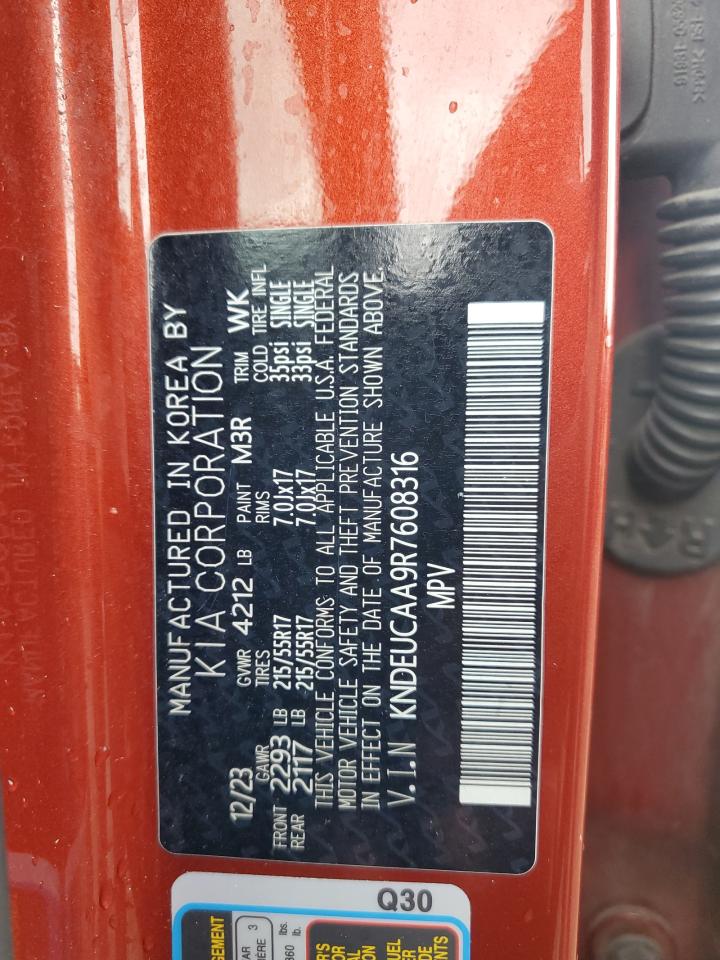 MANUFACTURED IN KOREA BY
KIA CORPORATION
12/23 GVWR 4212 LB PAINT M3R TRIM WK
GAWR TIRES RIMS COLD TIRE INFL
FRONT 2293 LB 215/55R17 7.0Jx17 35psi SINGLE
REAR 2117 LB 215/55R17 7.0Jx17 33psi SINGLE
THIS VEHICLE CONFORMS TO ALL APPLICABLE U.S.A. FEDERAL
MOTOR VEHICLE SAFETY AND THEFT PREVENTION STANDARDS
IN EFFECT ON THE DATE OF MANUFACTURE SHOWN ABOVE.
V.I.N KNDEUCAA9R7608316
MPV
Q30